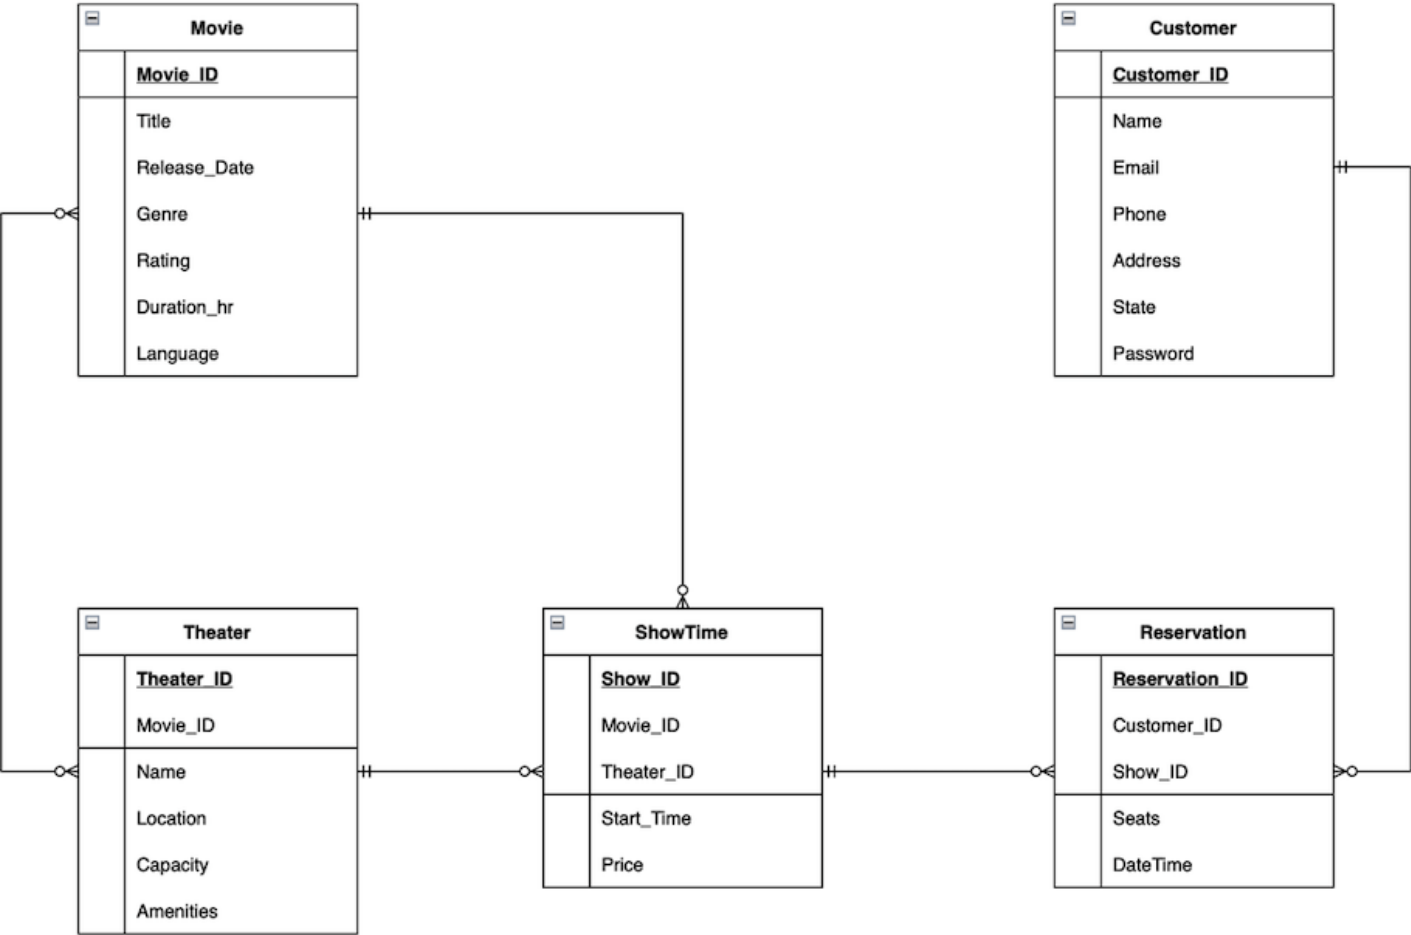 Movie
Movie_ID
Title
Release_Date
Genre
Rating
Duration_hr
Language
Customer
Customer_ID
Name
Email
Phone
Address
State
Password
Theater
Theater_ID
Movie_ID
Name
Location
Capacity
Amenities
ShowTime
Show_ID
Movie_ID
Theater_ID
Start_Time
Price
Reservation
Reservation_ID
Customer_ID
Show_ID
Seats
DateTime